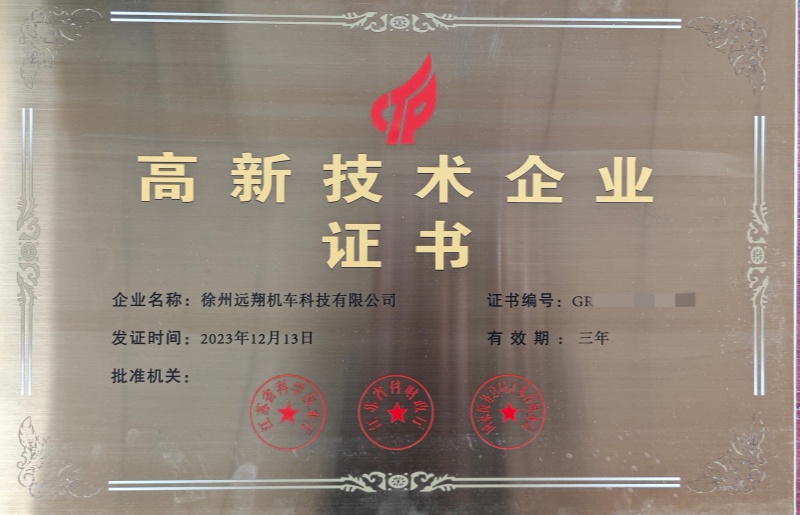 高新技术企业
证书
企业名称：徐州远翔机车科技有限公司 证书编号：GR
发证时间：2023年12月13日 有效期：三年
批准机关：